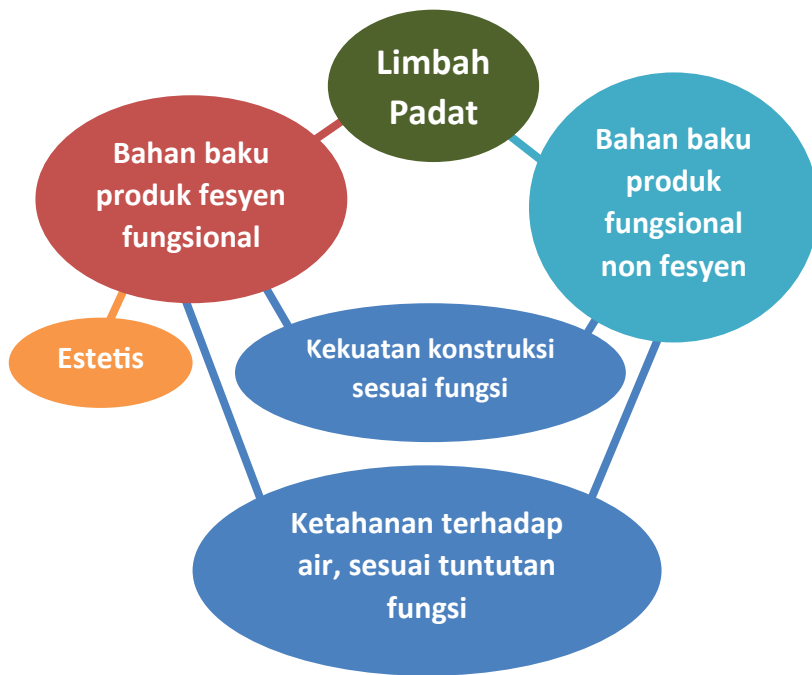 Limbah
Padat
Bahan baku
produk fesyen
fungsional
Bahan baku
produk
fungsional
non fesyen
Estetis
Kekuatan konstruksi
sesuai fungsi
Ketahanan terhadap
air, sesuai tuntutan
fungsi